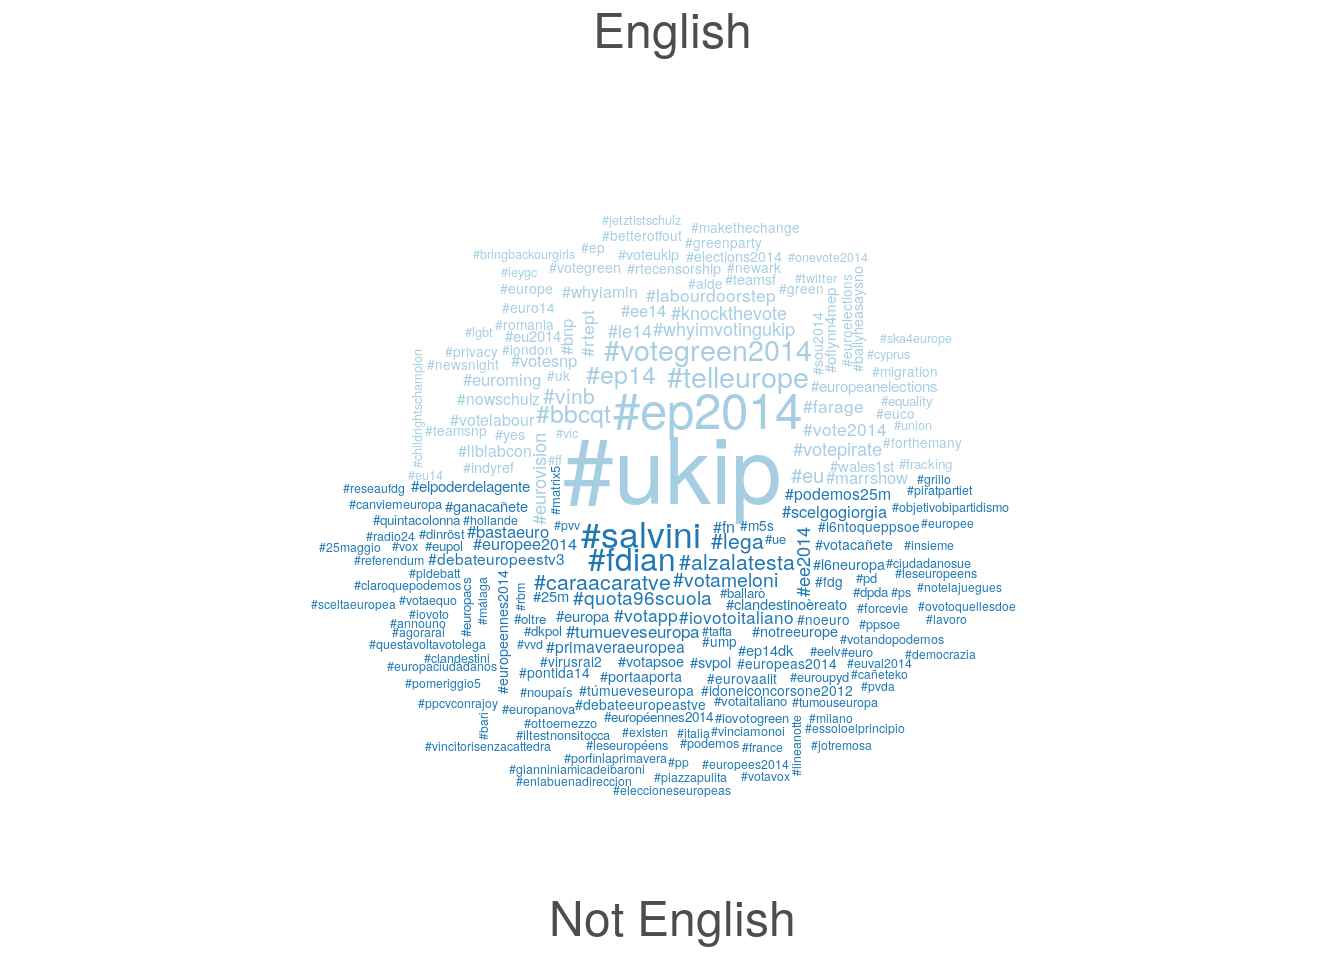 English
#jetztistschulz
#makethechange
#betteroffout
#greenparty
#bringbackourgirls #ep #voteukip #elections2014 #onevote2014
#leygc #votegreen #rtecensorship #newark
#alde #teamsf #twitter
#europe #whyiamin #labourdoorstep #green
#euro14 #ee14 #knockthevote
#romania #le14 #whyimvotingukip
#lgbt #eu2014 #bnp #rtept #sou2014 #oflynn4mep #euroelections #ballyheasaysno #ska4europe
#privacy #london #votegreen2014 #cyprus
#newsnight #votesnp #migration
#euroming #uk #ep14 #telleurope #europeanelections
#nowschulz #vinb #ep2014 #farage #equality
#votelabour #bbcqt #euco
#teamsnp #yes #vic #vote2014 #union
#childrightschampion #liblabcon #votepirate #forthemany
#indyref #ff #ukip #wales1st #fracking
#eu14 #eurovision #eu #marrshow
#reseaufdg #elpoderdelagente #matrix5 #podemos25m #grillo
#piratpartiet
#canviemeuropa #ganacañete #scelgogiorgia #objetivobipartidismo
#quintacolonna #hollande #pvv #fn #m5s #l6ntoqueppsoe #europee
#radio24 #dinröst #bastaeuro #salvini #lega #ue
#25maggio #vox #eupol #europee2014 #votacañete #insieme
#referendum #debateuropeestv3 #fdian #alzalatesta #ee2014 #l6neuropa #ciudadanosue
#pldebatt #leseuropeens
#claroquepodemos #caraacaratve #votameloni #fdg #pd #notelajuegues
#sceltaeuropea #votaequo #europacs #málaga #rbm #25m #quota96scuola #ballarò #dpda #ps
#clandestinoèreato #forcevie #ovotoquellesdoe
#iovoto #oltre #europa #votapp #iovotoitaliano #noeuro #lavoro
#announo #ppsoe
#agorarai #europeennes2014 #dkpol #tumueveseuropa #tafta #notreeurope
#questavoltavotolega #vvd #primaveraeuropea #ump #votandopodemos
#clandestini #ep14dk #eelv #euro #democrazia
#europaciudadanos #virusrai2 #votapsoe #svpol #europeas2014 #euval2014
#pontida14 #portaaporta #eurovaalit #euroupyd #cañeteko
#pomeriggio5 #noupaís #túmueveseuropa #idoneiconcorsone2012 #pvda
#ppcvconrajoy #europanova #debateeuropeastve #votaitaliano #tumouseuropa
#bari #ottoemezzo #européennes2014 #iovotogreen #milano
#iltestnonsitocca #existen #italia #vinciamonoi #lineanotte #essoloelprincipio
#vincitorisenzacattedra #leseuropéens #podemos #france #jotremosa
#porfinlaprimavera #pp #europees2014
#gianniniamicadeibaroni
#enlabuenadireccion #piazzapulita #votavox
#eleccioneseuropeas
Not English